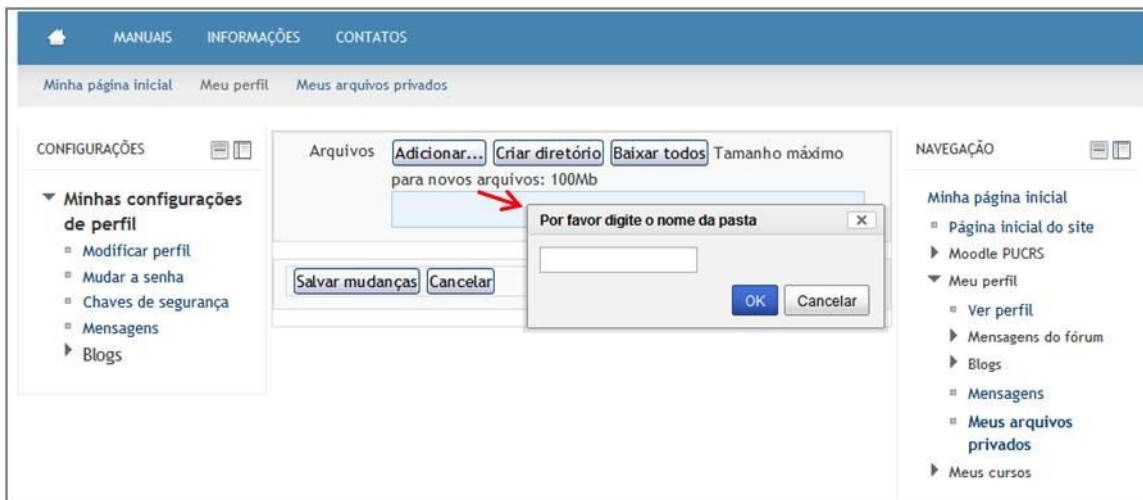 MANUAIS INFORMAÇÕES CONTATOS
Minha página inicial Meu perfil Meus arquivos privados
CONFIGURAÇÕES
Minhas configurações
de perfil
Modificar perfil
Mudar a senha
Chaves de segurança
Mensagens
Blogs
Arquivos Adicionar... Criar diretório Baixar todos Tamanho máximo
para novos arquivos: 100Mb
Por favor digite o nome da pasta
OK Cancelar
Salvar mudanças Cancelar
NAVEGAÇÃO
Minha página inicial
Página inicial do site
Moodle PUCRS
Meu perfil
Ver perfil
Mensagens do fórum
Blogs
Mensagens
Meus arquivos
privados
Meus cursos